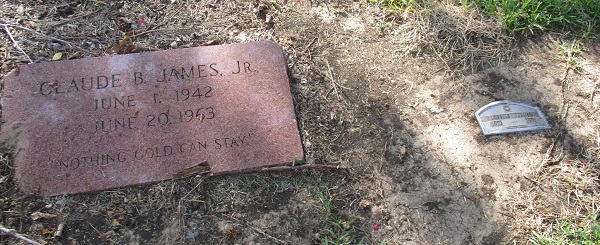 CLAUDE B. JAMES, JR.
JUNE 1, 1942
JUNE 20, 1963
"NOTHING GOLD CAN STAY"